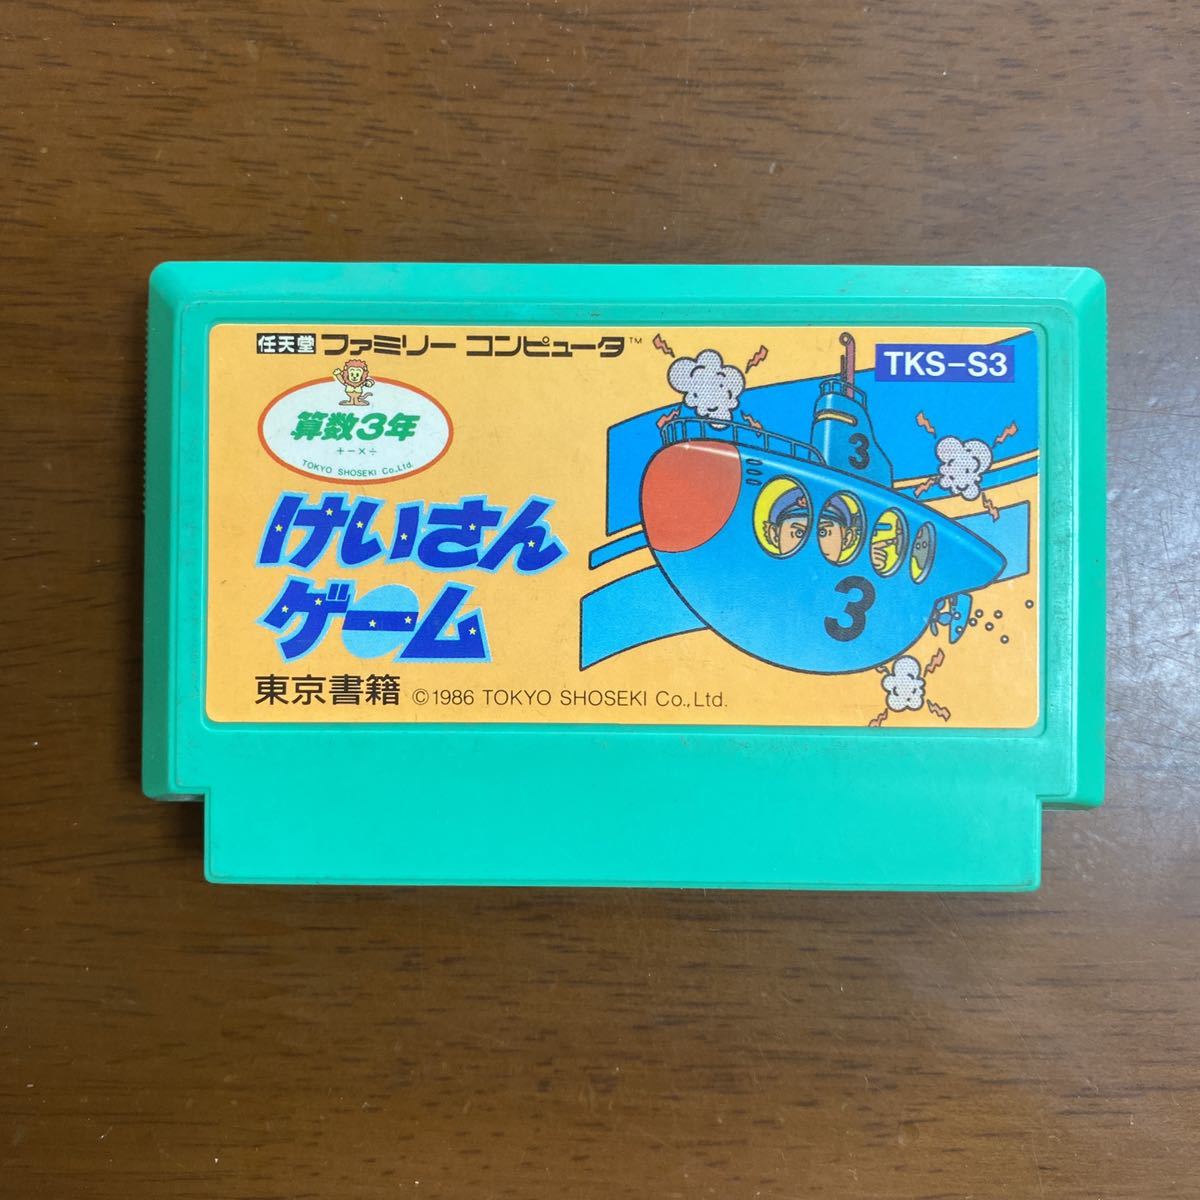 任天堂 ファミリー コンピュータ™
TKS-S3
算数3年
+−×÷
TOKYO SHOSEKI Co.,Ltd.
けいさん
ゲーム
3
3
東京書籍 ©1986 TOKYO SHOSEKI Co.,Ltd.